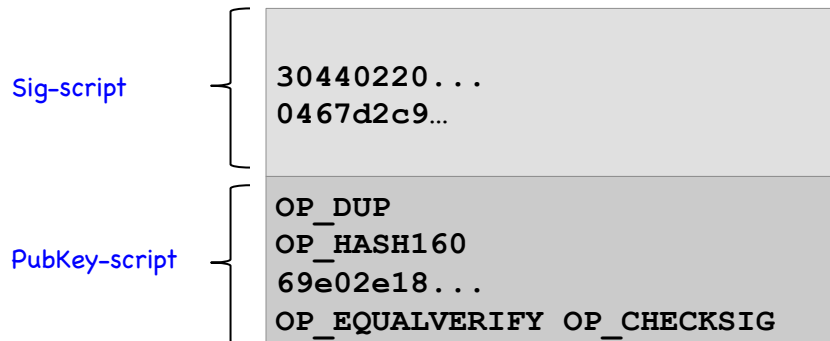 Sig-script
30440220...
0467d2c9…
PubKey-script
OP_DUP
OP_HASH160
69e02e18...
OP_EQUALVERIFY OP_CHECKSIG